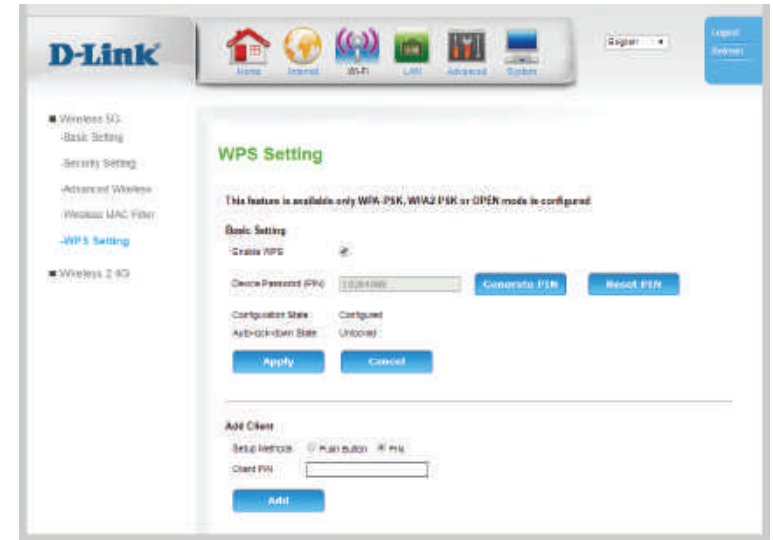 D-Link
Home
Internet
Wi-Fi
LAN
Advanced
System
English
Logout
Refresh
Wireless 5G
-Basic Setting
-Security Setting
-Advanced Wireless
-Wireless MAC Filter
-WPS Setting
Wireless 2.4G
WPS Setting
This feature is available only WPA-PSK, WPA2 PSK or OPEN mode is configured
Basic Setting
Enable WPS
Device Password (PIN)
Generate PIN
Reset PIN
Configuration State
Configured
Auto-lock-down State
Unlocked
Apply
Cancel
Add Client
Setup Methods
Push Button
PIN
Client PIN
Add